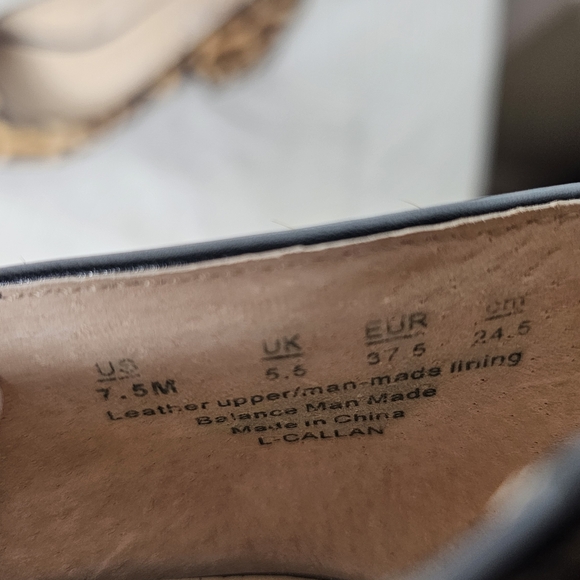 US UK EUR cm
7.5M 5.5 37.5 24.5
Leather upper/man-made lining
Balance Man Made
Made in China
L-CALLAN